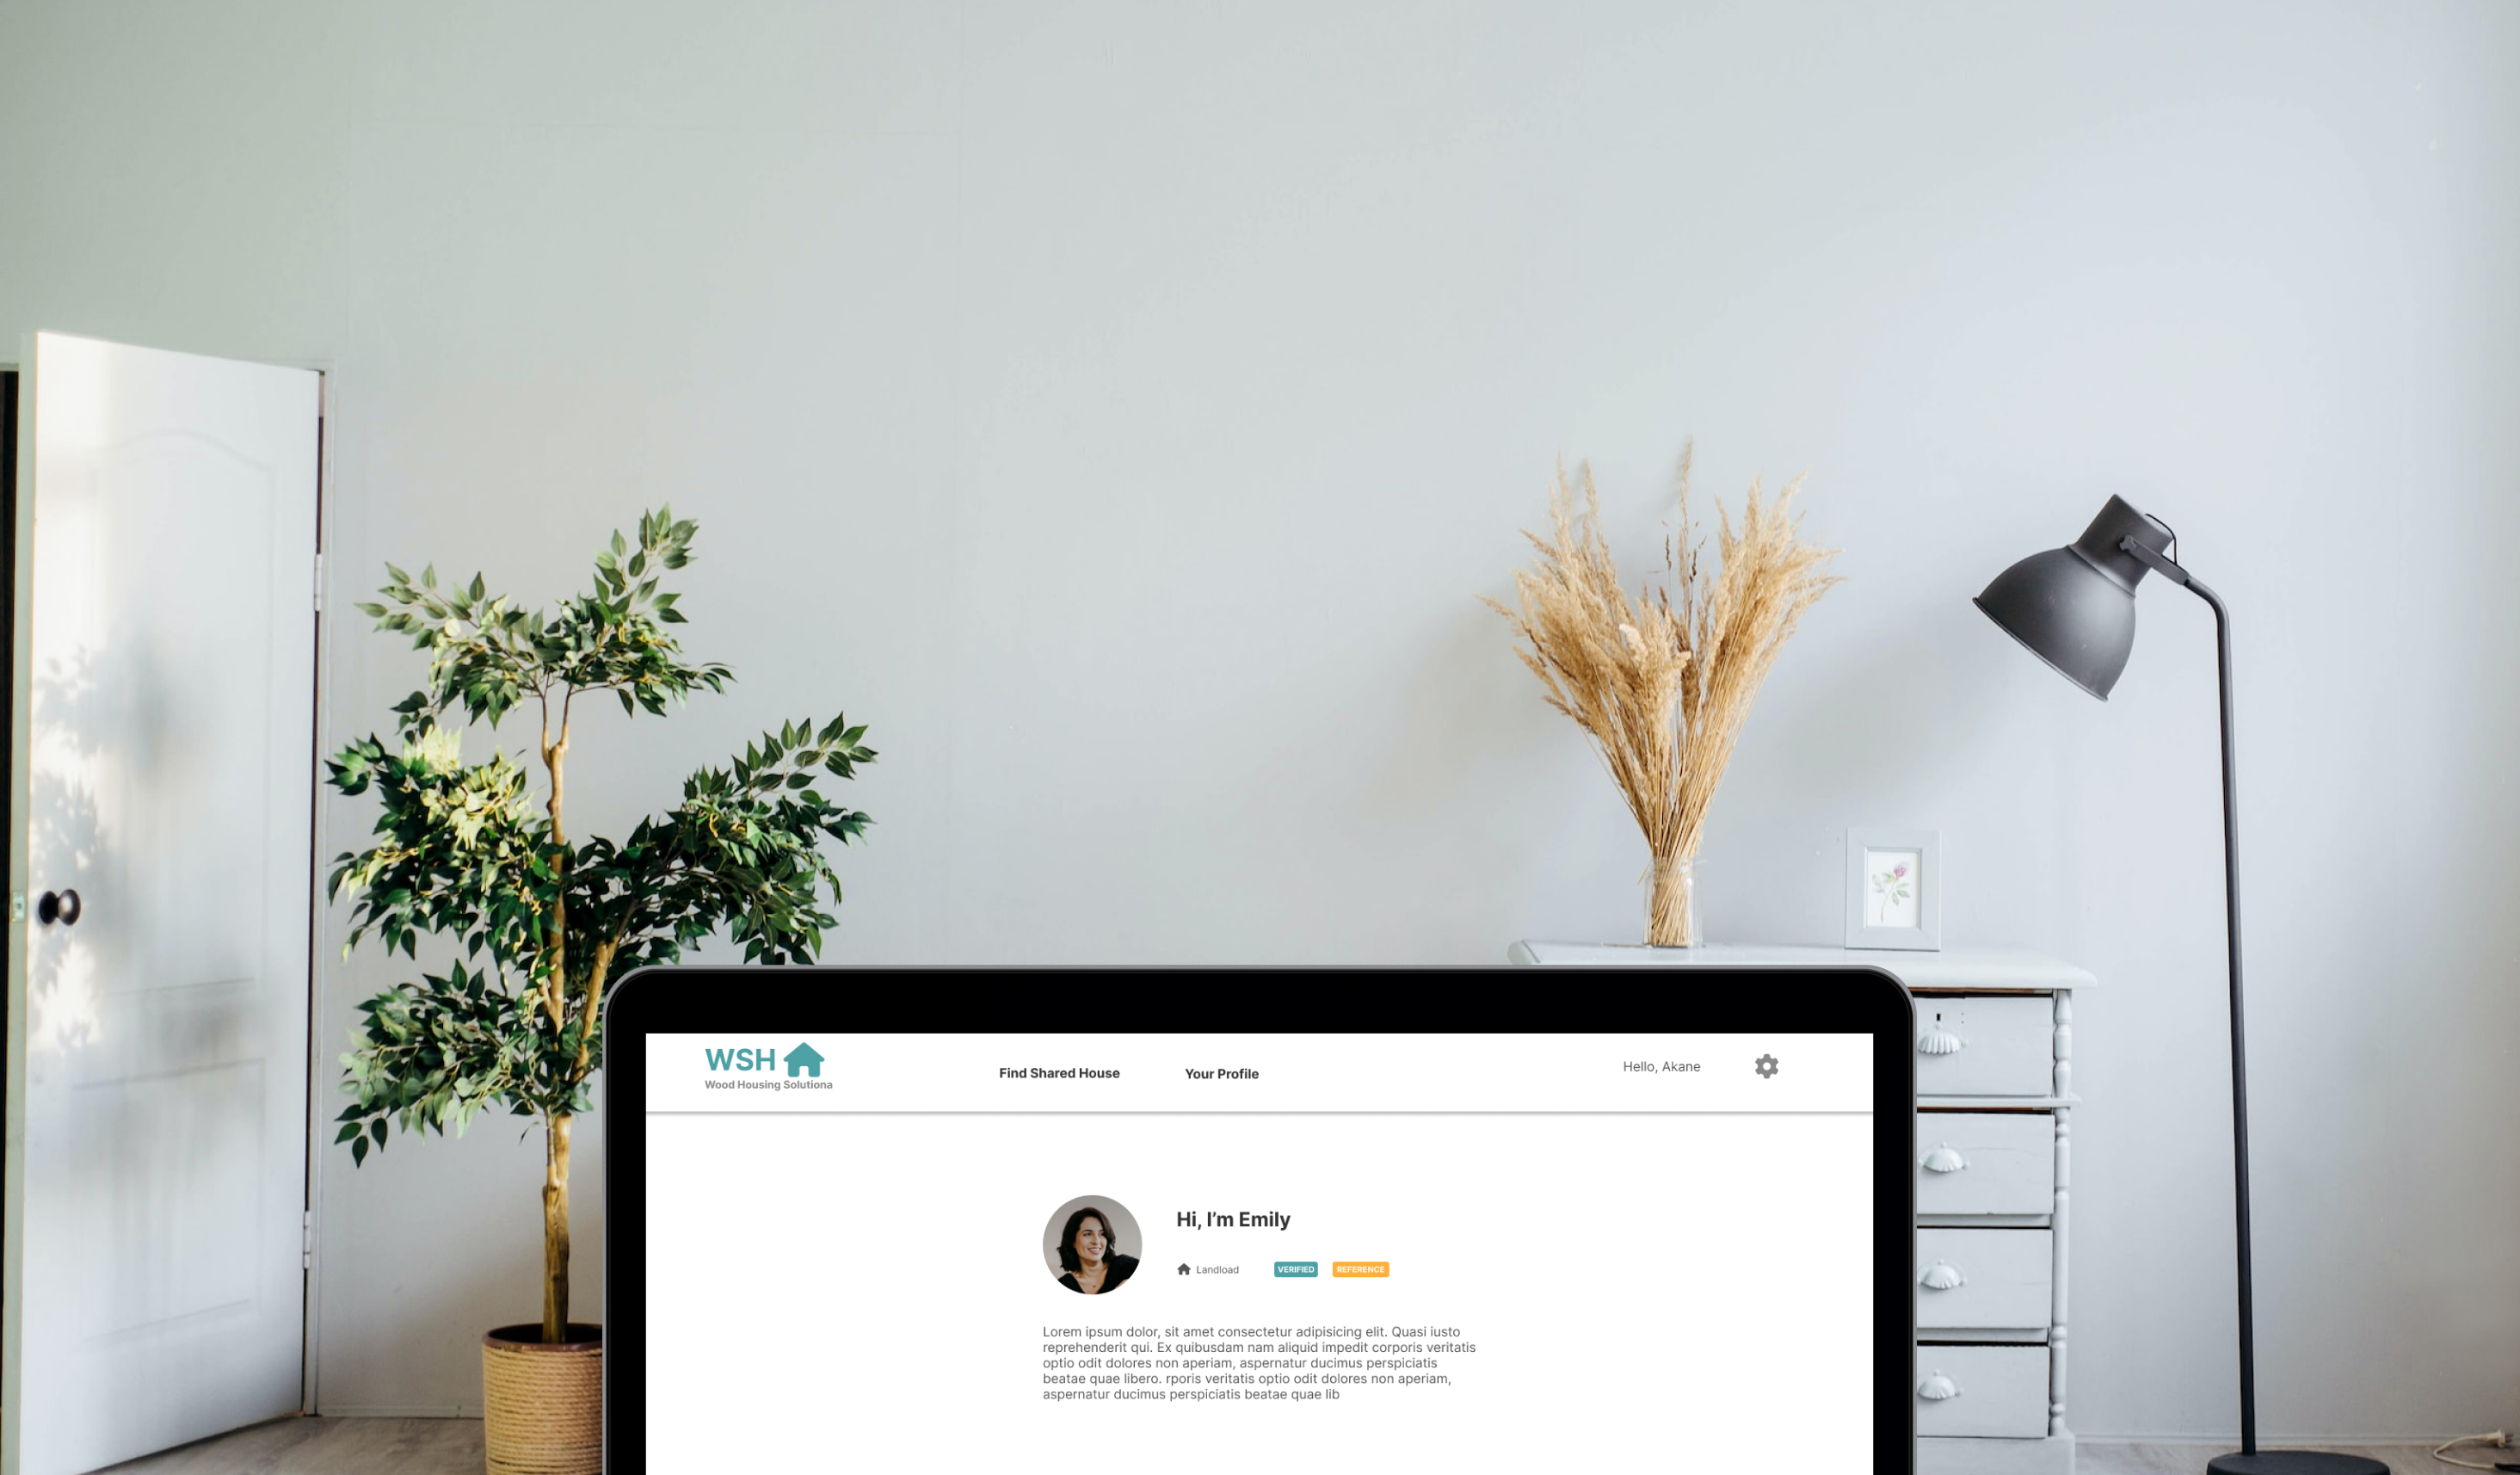 WSH
Wood Housing Solutiona
Find Shared House
Your Profile
Hello, Akane
Hi, I'm Emily
Landload
VERIFIED
REFERENCE
Lorem ipsum dolor, sit amet consectetur adipisicing elit. Quasi iusto
reprehenderit qui. Ex quibusdam nam aliquid impedit corporis veritatis
optio odit dolores non aperiam, aspernatur ducimus perspiciatis
beatae quae libero. rporis veritatis optio odit dolores non aperiam,
aspernatur ducimus perspiciatis beatae quae lib